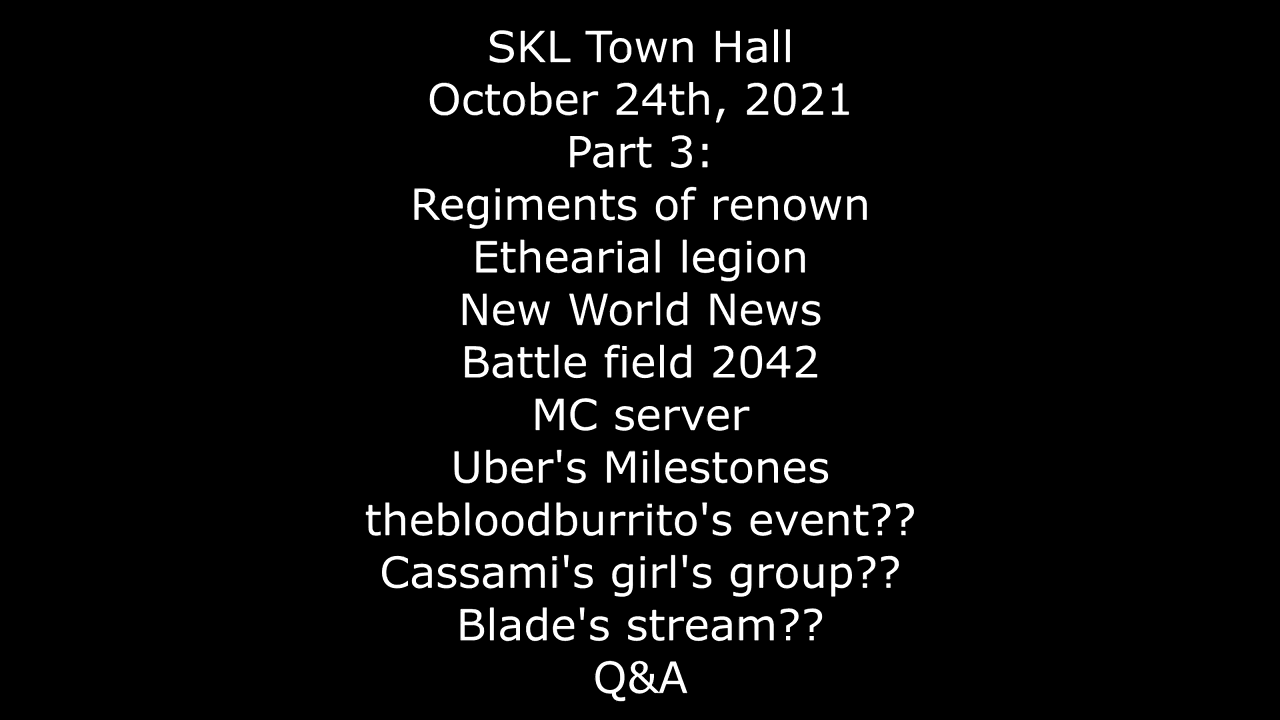 SKL Town Hall
October 24th, 2021
Part 3:
Regiments of renown
Ethearial legion
New World News
Battle field 2042
MC server
Uber's Milestones
thebloodburrito's event??
Cassami's girl's group??
Blade's stream??
Q&A